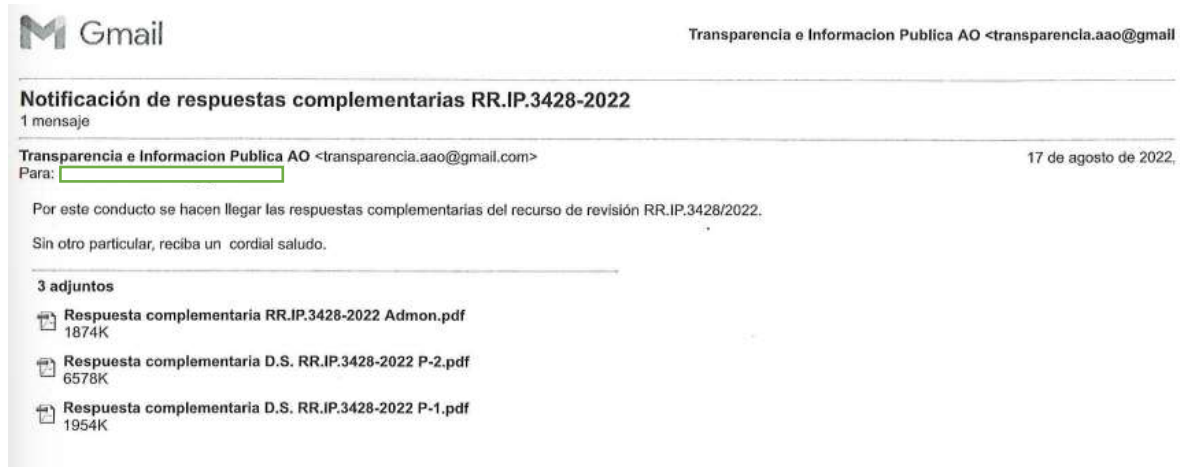 Gmail
Transparencia e Informacion Publica AO <transparencia.aao@gmail
Notificación de respuestas complementarias RR.IP.3428-2022
1 mensaje
Transparencia e Informacion Publica AO <transparencia.aao@gmail.com>
17 de agosto de 2022,
Para:
Por este conducto se hacen llegar las respuestas complementarias del recurso de revisión RR.IP.3428/2022.
Sin otro particular, reciba un cordial saludo.
3 adjuntos
Respuesta complementaria RR.IP.3428-2022 Admon.pdf
1874K
Respuesta complementaria D.S. RR.IP.3428-2022 P-2.pdf
6578K
Respuesta complementaria D.S. RR.IP.3428-2022 P-1.pdf
1954K